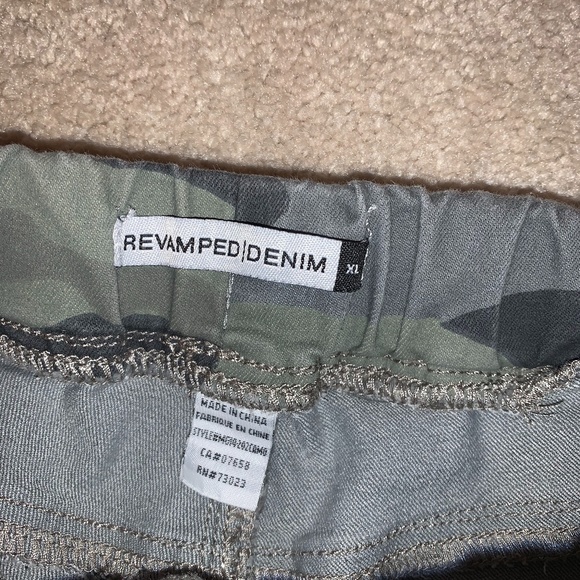 REVAMPED|DENIM XL
MADE IN CHINA
FABRIQUE EN CHINE
CA#07658
RN#73023